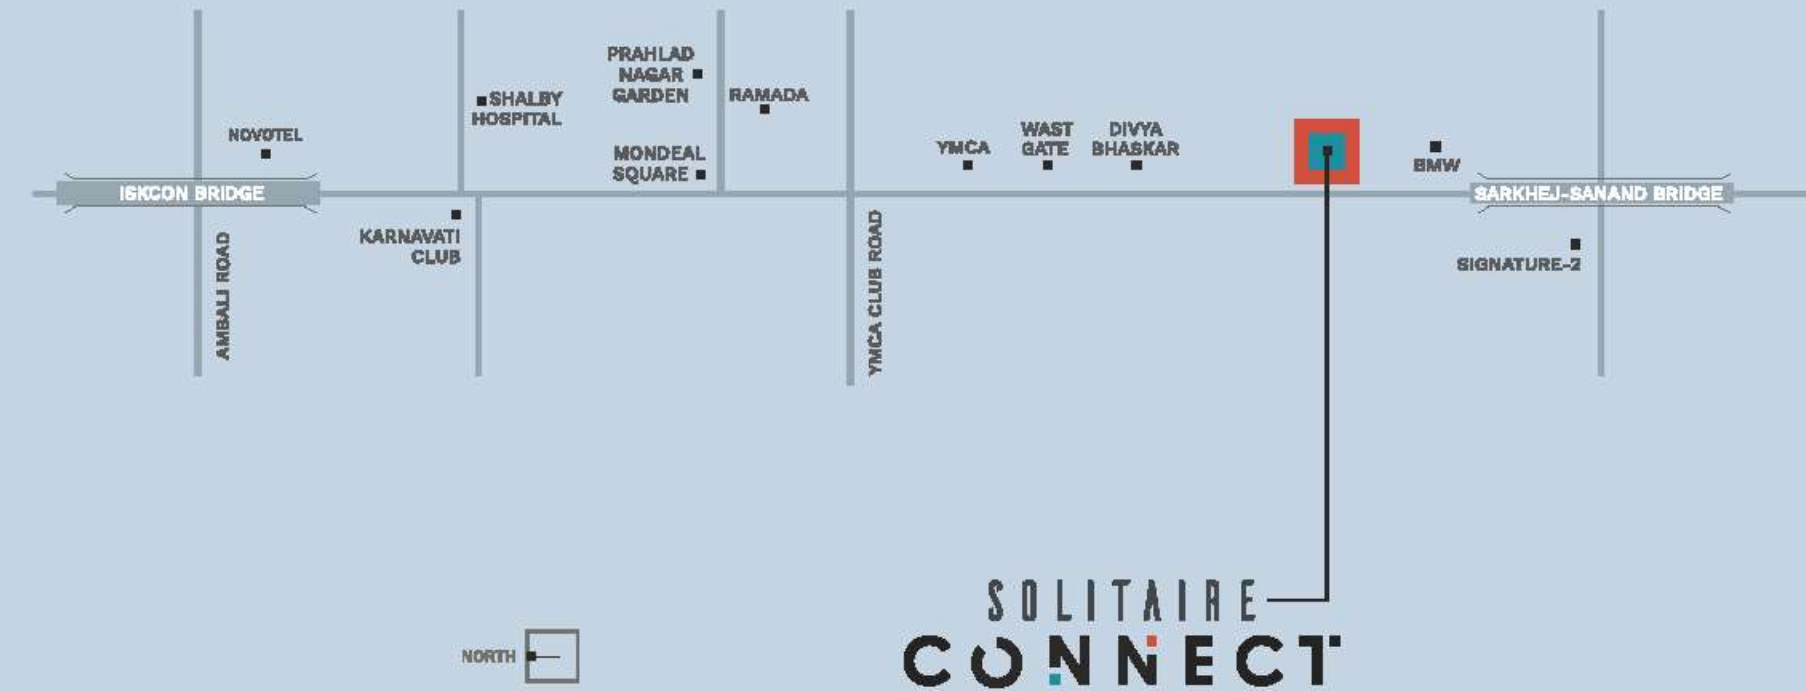 PRAHLAD
NAGAR
GARDEN
SHALBY
HOSPITAL
RAMADA
NOVOTEL
MONDEAL
SQUARE
YMCA
WAST
GATE
DIVYA
BHASKAR
BMW
ISKCON BRIDGE
SARKHEJ-SANAND BRIDGE
KARNAVATI
CLUB
AMBALI ROAD
YMCA CLUB ROAD
SIGNATURE-2
SOLITAIRE
CONNECT
NORTH